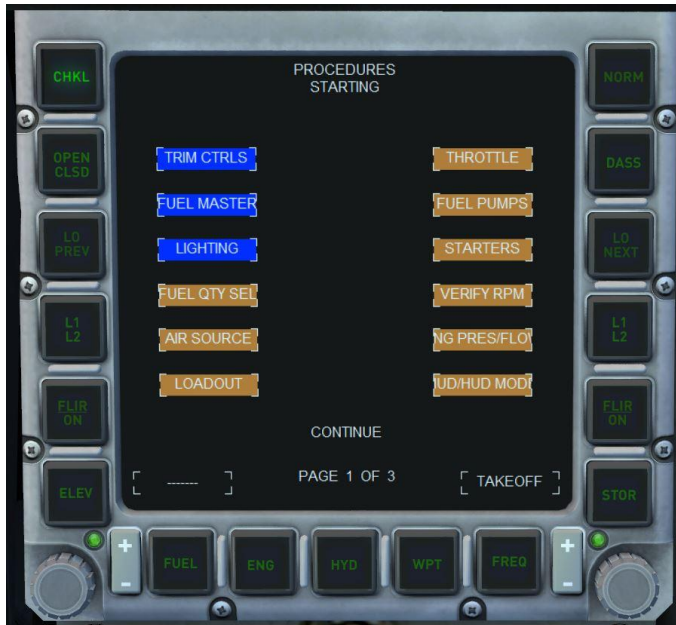 CHKL
PROCEDURES
STARTING
NORM
OPEN
CLSD
TRIM CTRLS
THROTTLE
DASS
FUEL MASTER
FUEL PUMPS
LO
PREV
LIGHTING
STARTERS
LO
NEXT
FUEL QTY SEL
VERIFY RPM
L1
L2
AIR SOURCE
NG PRES/FLO
L1
L2
LOADOUT
UD/HUD MOD
FLIR
ON
CONTINUE
FLIR
ON
ELEV
-------
PAGE 1 OF 3
TAKEOFF
STOR
+
-
FUEL
ENG
HYD
WPT
FREQ
+
-